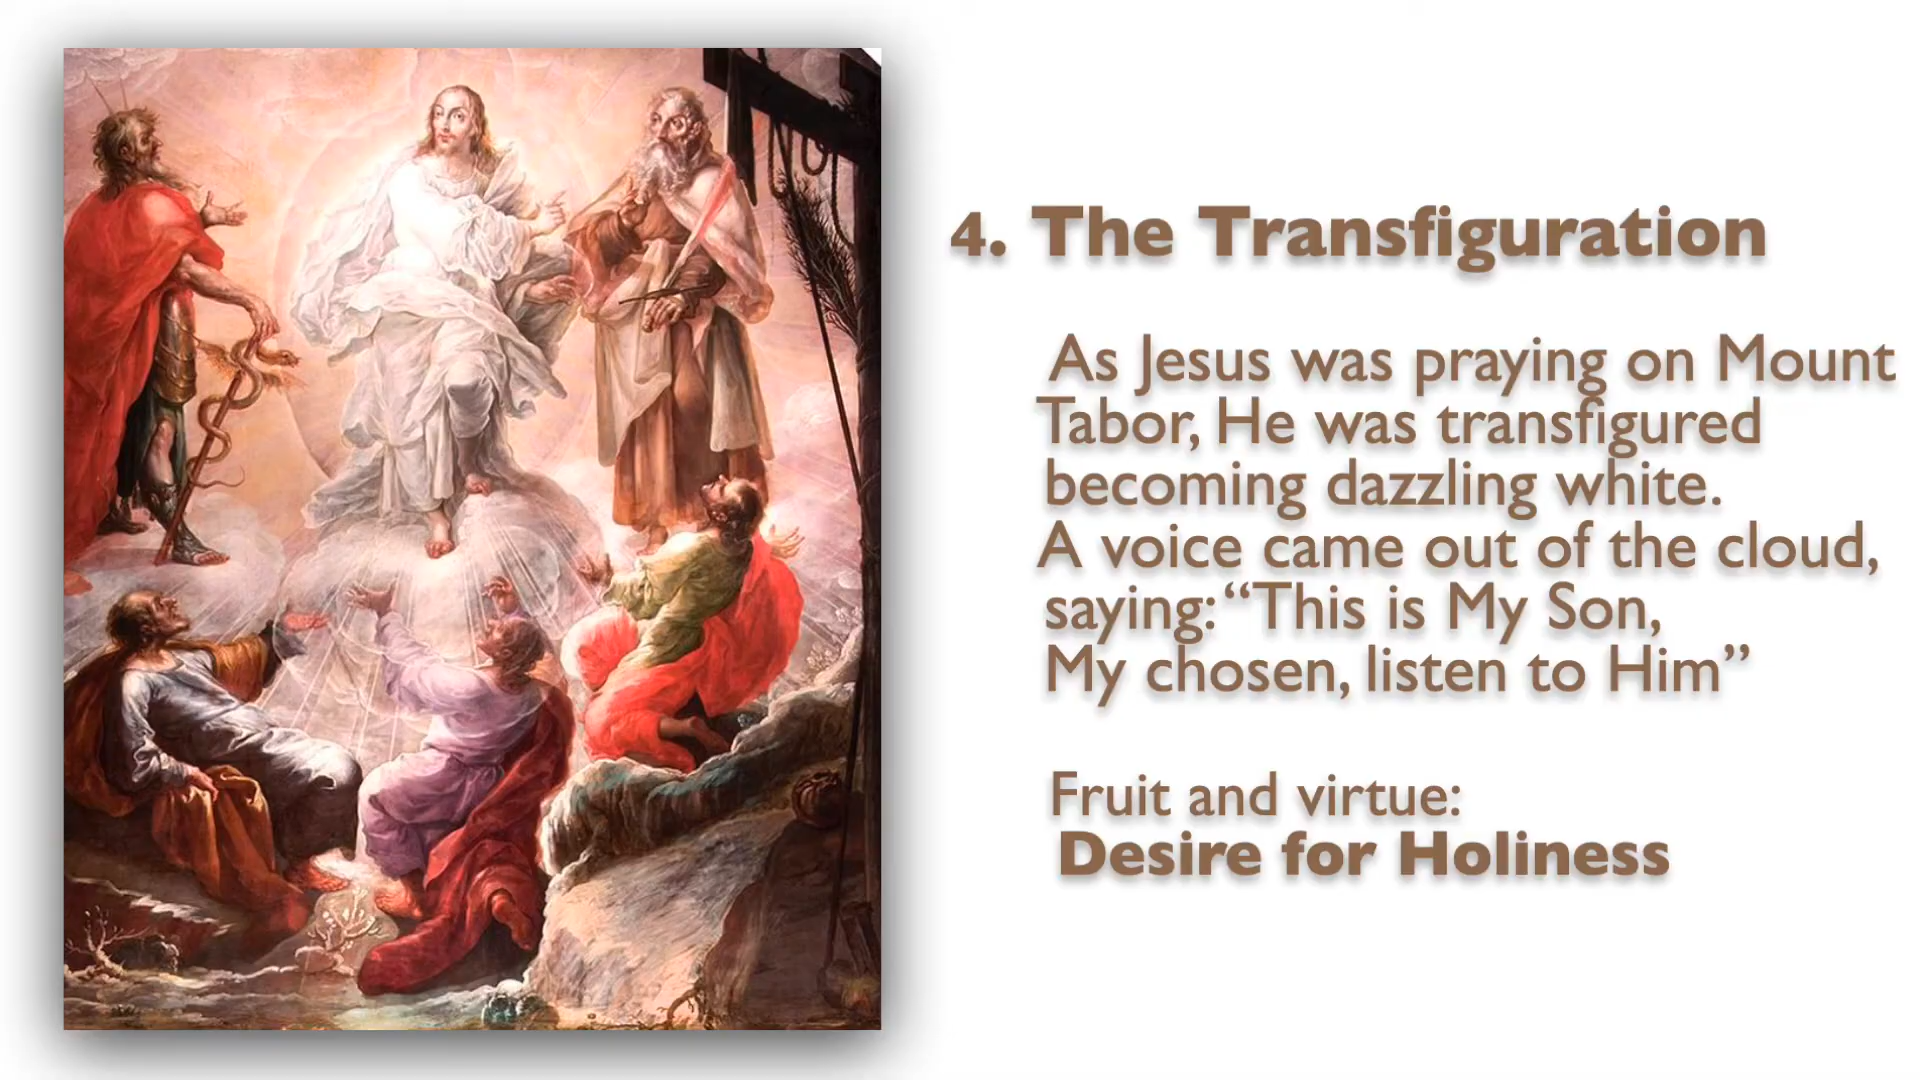 4. The Transfiguration
As Jesus was praying on Mount
Tabor, He was transfigured
becoming dazzling white.
A voice came out of the cloud,
saying: “This is My Son,
My chosen, listen to Him”
Fruit and virtue:
Desire for Holiness